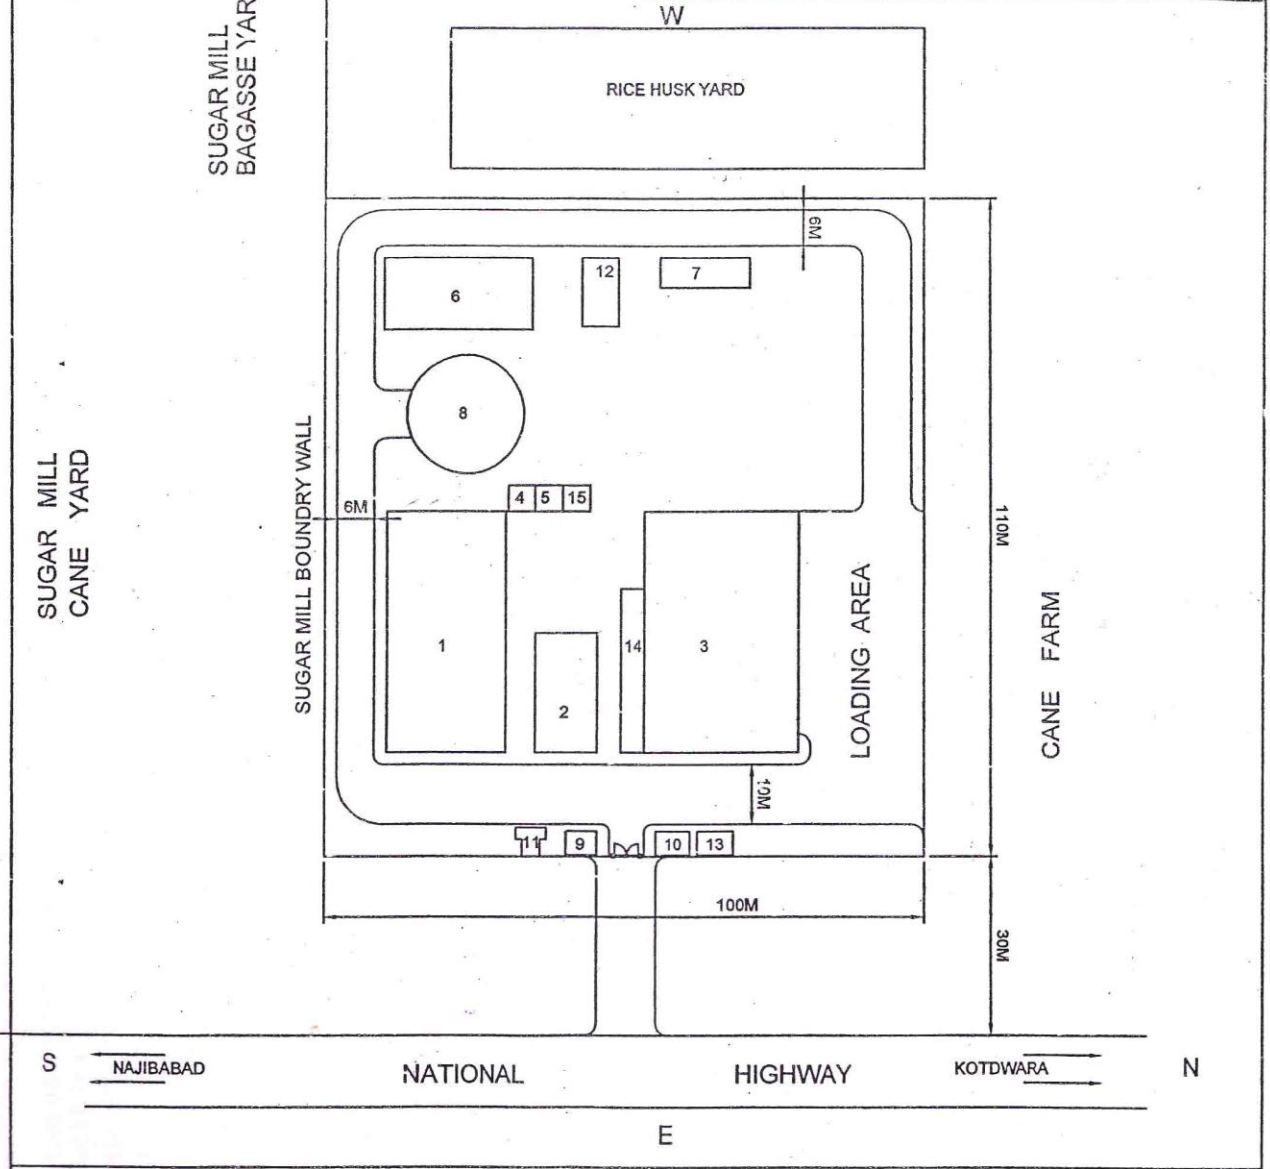 W
SUGAR MILL
BAGASSE YAR
RICE HUSK YARD
6M
12
7
6
8
SUGAR MILL
CANE YARD
SUGAR MILL BOUNDRY WALL
4
5
15
6M
110M
LOADING AREA
CANE FARM
1
14
3
2
10M
11
9
10
13
100M
30M
S
NAJIBABAD
NATIONAL
HIGHWAY
KOTDWARA
N
E